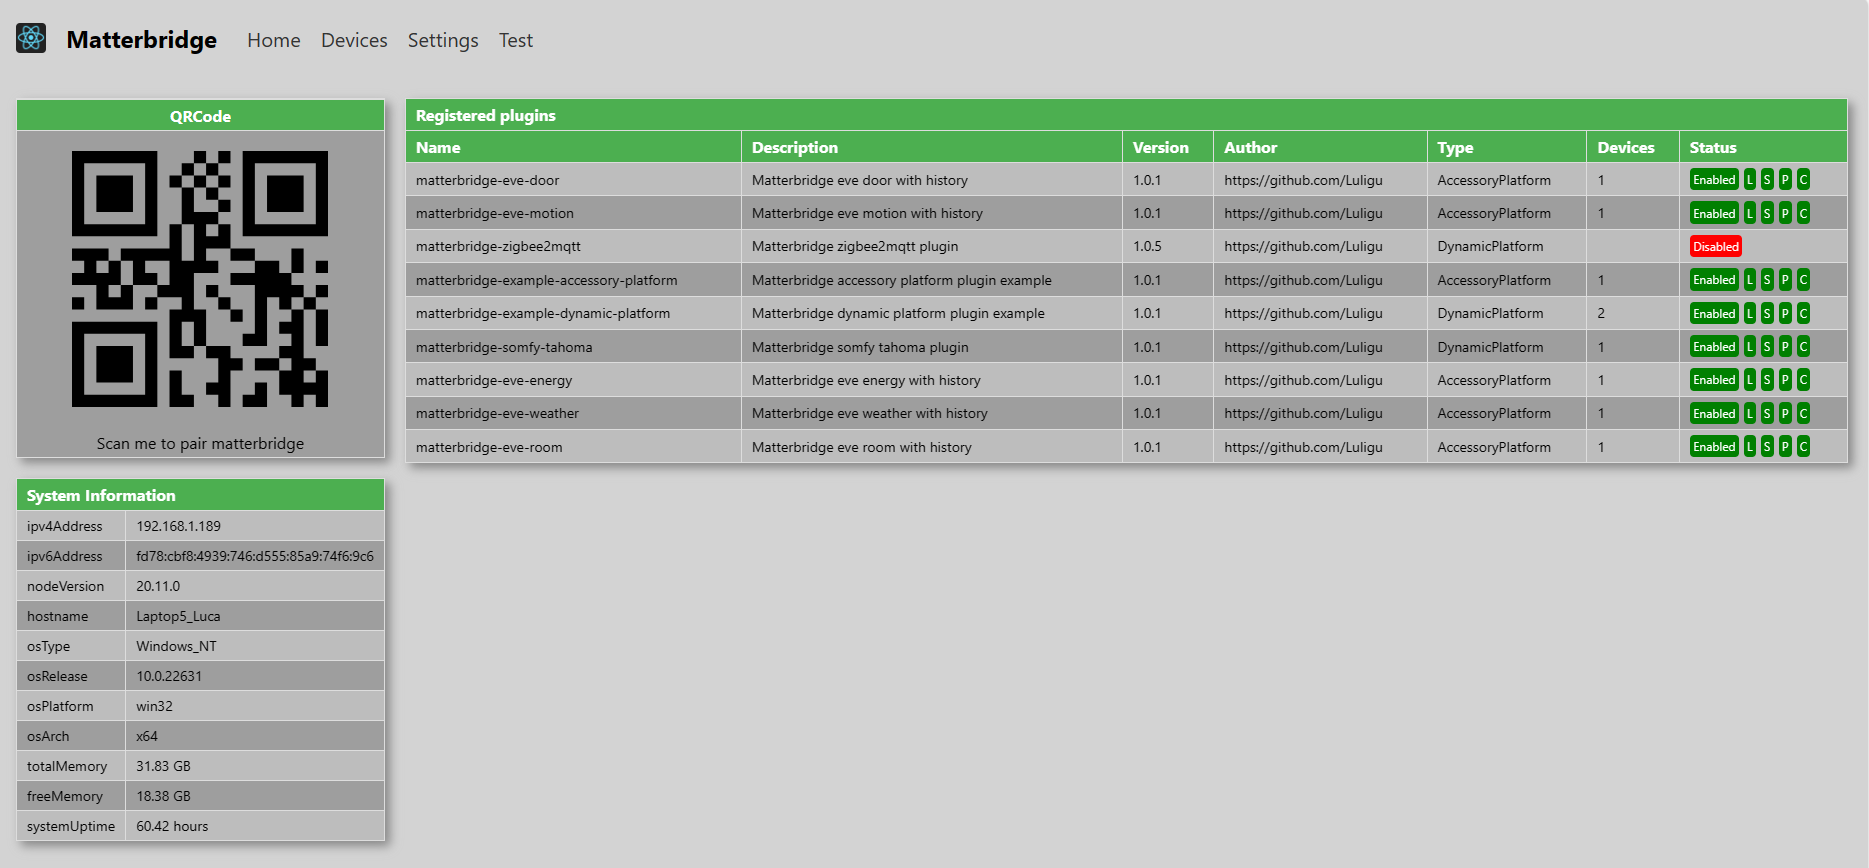 Matterbridge Home Devices Settings Test
QRCode
Scan me to pair matterbridge
Registered plugins
Name Description Version Author Type Devices Status
matterbridge-eve-door Matterbridge eve door with history 1.0.1 https://github.com/Luligu AccessoryPlatform 1 Enabled L S P C
matterbridge-eve-motion Matterbridge eve motion with history 1.0.1 https://github.com/Luligu AccessoryPlatform 1 Enabled L S P C
matterbridge-zigbee2mqtt Matterbridge zigbee2mqtt plugin 1.0.5 https://github.com/Luligu DynamicPlatform Disabled
matterbridge-example-accessory-platform Matterbridge accessory platform plugin example 1.0.1 https://github.com/Luligu AccessoryPlatform 1 Enabled L S P C
matterbridge-example-dynamic-platform Matterbridge dynamic platform plugin example 1.0.1 https://github.com/Luligu DynamicPlatform 2 Enabled L S P C
matterbridge-somfy-tahoma Matterbridge somfy tahoma plugin 1.0.1 https://github.com/Luligu DynamicPlatform 1 Enabled L S P C
matterbridge-eve-energy Matterbridge eve energy with history 1.0.1 https://github.com/Luligu AccessoryPlatform 1 Enabled L S P C
matterbridge-eve-weather Matterbridge eve weather with history 1.0.1 https://github.com/Luligu AccessoryPlatform 1 Enabled L S P C
matterbridge-eve-room Matterbridge eve room with history 1.0.1 https://github.com/Luligu AccessoryPlatform 1 Enabled L S P C
System Information
ipv4Address 192.168.1.189
ipv6Address fd78:cbf8:4939:746:d555:85a9:74f6:9c6
nodeVersion 20.11.0
hostname Laptop5_Luca
osType Windows_NT
osRelease 10.0.22631
osPlatform win32
osArch x64
totalMemory 31.83 GB
freeMemory 18.38 GB
systemUptime 60.42 hours